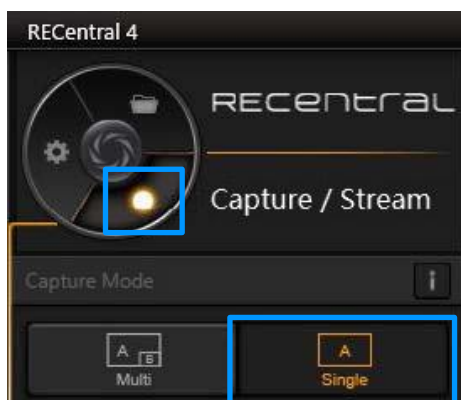 RECentral 4
RECentral
Capture / Stream
Capture Mode
i
A B
Multi
A
Single